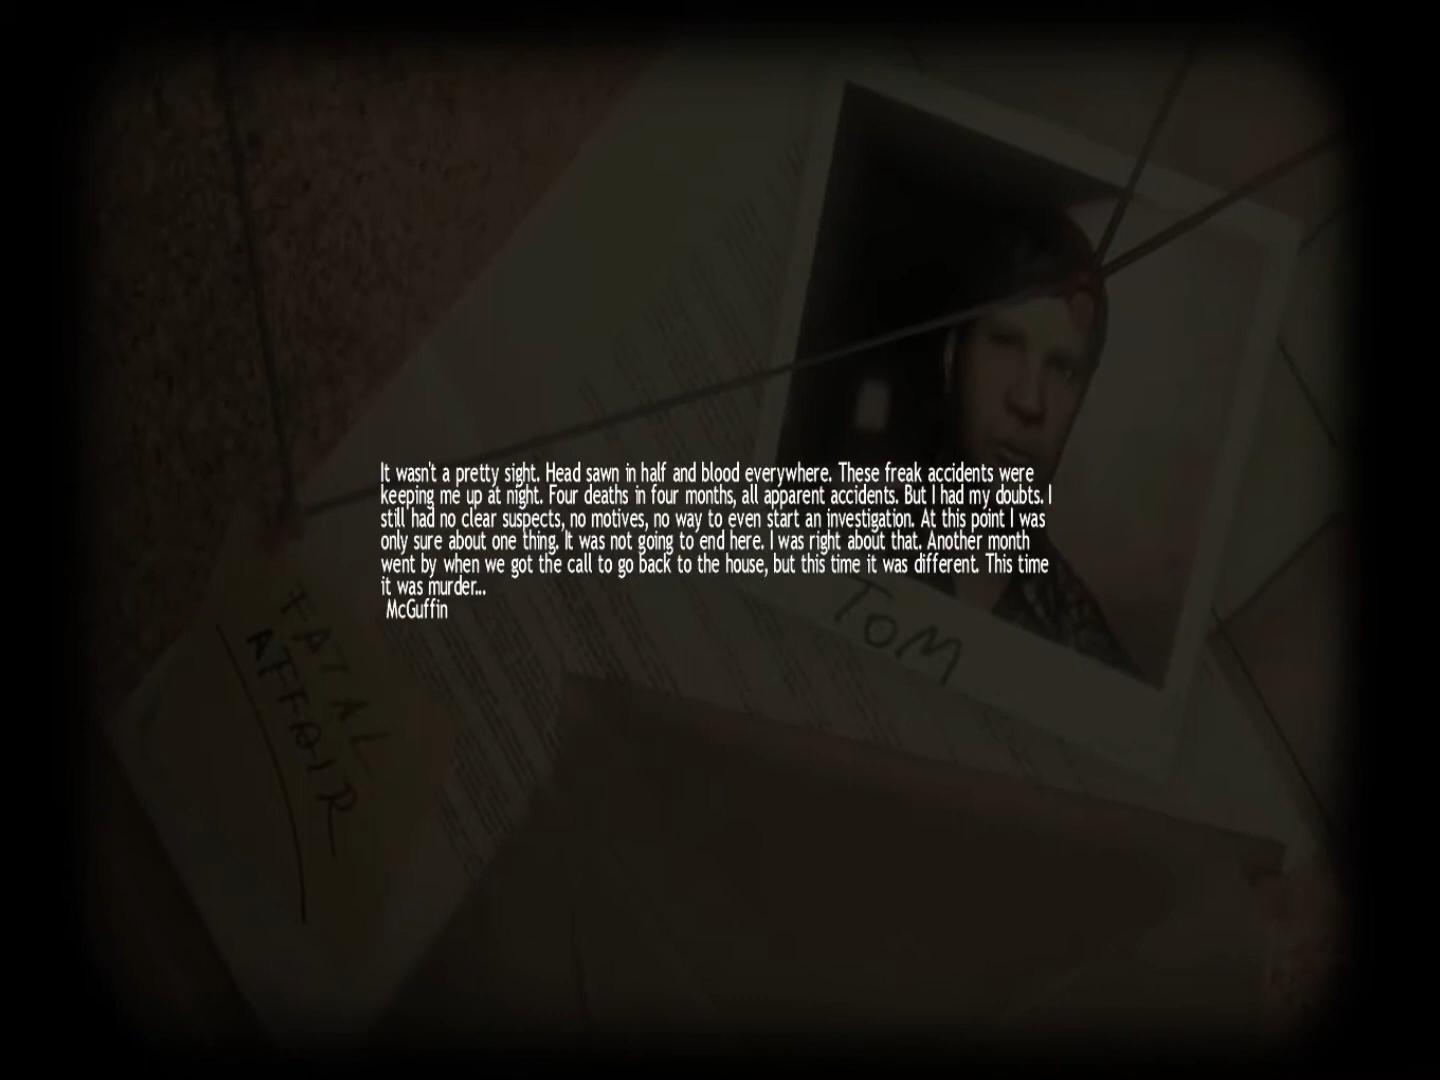 It wasn't a pretty sight. Head sawn in half and blood everywhere. These freak accidents were
keeping me up at night. Four deaths in four months, all apparent accidents. But I had my doubts. I
still had no clear suspects, no motives, no way to even start an investigation. At this point I was
only sure about one thing. It was not going to end here. I was right about that. Another month
went by when we got the call to go back to the house, but this time it was different. This time
it was murder...
McGuffin
TOM
FATAL
AFFAIR